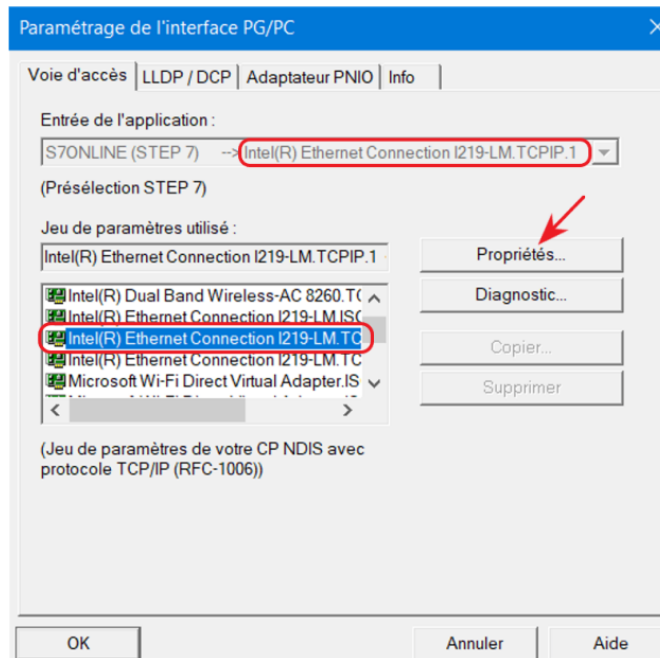 Paramétrage de l'interface PG/PC
Voie d'accès LLDP / DCP Adaptateur PNIO Info
Entrée de l'application :
S7ONLINE (STEP 7) --> Intel(R) Ethernet Connection I219-LM.TCPIP.1
(Présélection STEP 7)
Jeu de paramètres utilisé :
Intel(R) Ethernet Connection I219-LM.TCPIP.1
Propriétés...
Intel(R) Dual Band Wireless-AC 8260.TC
Diagnostic...
Intel(R) Ethernet Connection I219-LM.ISO
Intel(R) Ethernet Connection I219-LM.TC
Copier...
Intel(R) Ethernet Connection I219-LM.TC
Microsoft Wi-Fi Direct Virtual Adapter.IS
Supprimer
(Jeu de paramètres de votre CP NDIS avec
protocole TCP/IP (RFC-1006))
OK Annuler Aide